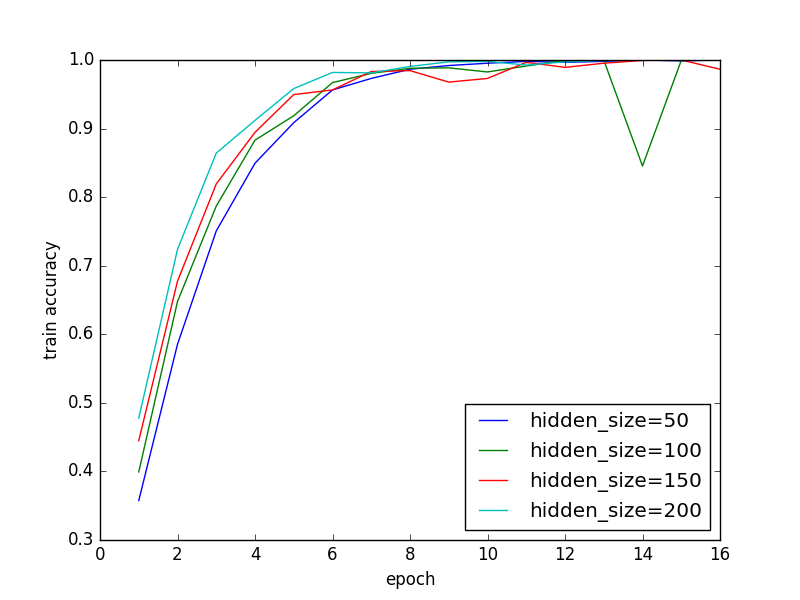 1.0
0.9
0.8
0.7
0.6
0.5
0.4
0.3
train accuracy
hidden_size=50
hidden_size=100
hidden_size=150
hidden_size=200
0 2 4 6 8 10 12 14 16
epoch